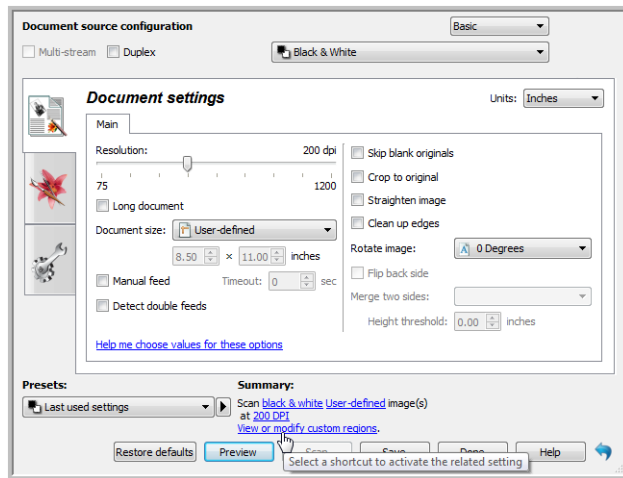 Document source configuration
Basic
Multi-stream
Duplex
Black & White
Document settings
Units:
Inches
Main
Resolution:
200 dpi
75
1200
Long document
Document size:
User-defined
8.50 × 11.00 inches
Manual feed
Timeout: 0 sec
Detect double feeds
Help me choose values for these options
Skip blank originals
Crop to original
Straighten image
Clean up edges
Rotate image:
0 Degrees
Flip back side
Merge two sides:
Height threshold: 0.00 inches
Presets:
Last used settings
Summary:
Scan black & white User-defined image(s)
at 200 DPI
View or modify custom regions.
Restore defaults
Preview
Scan
Save
Done
Help
Select a shortcut to activate the related setting